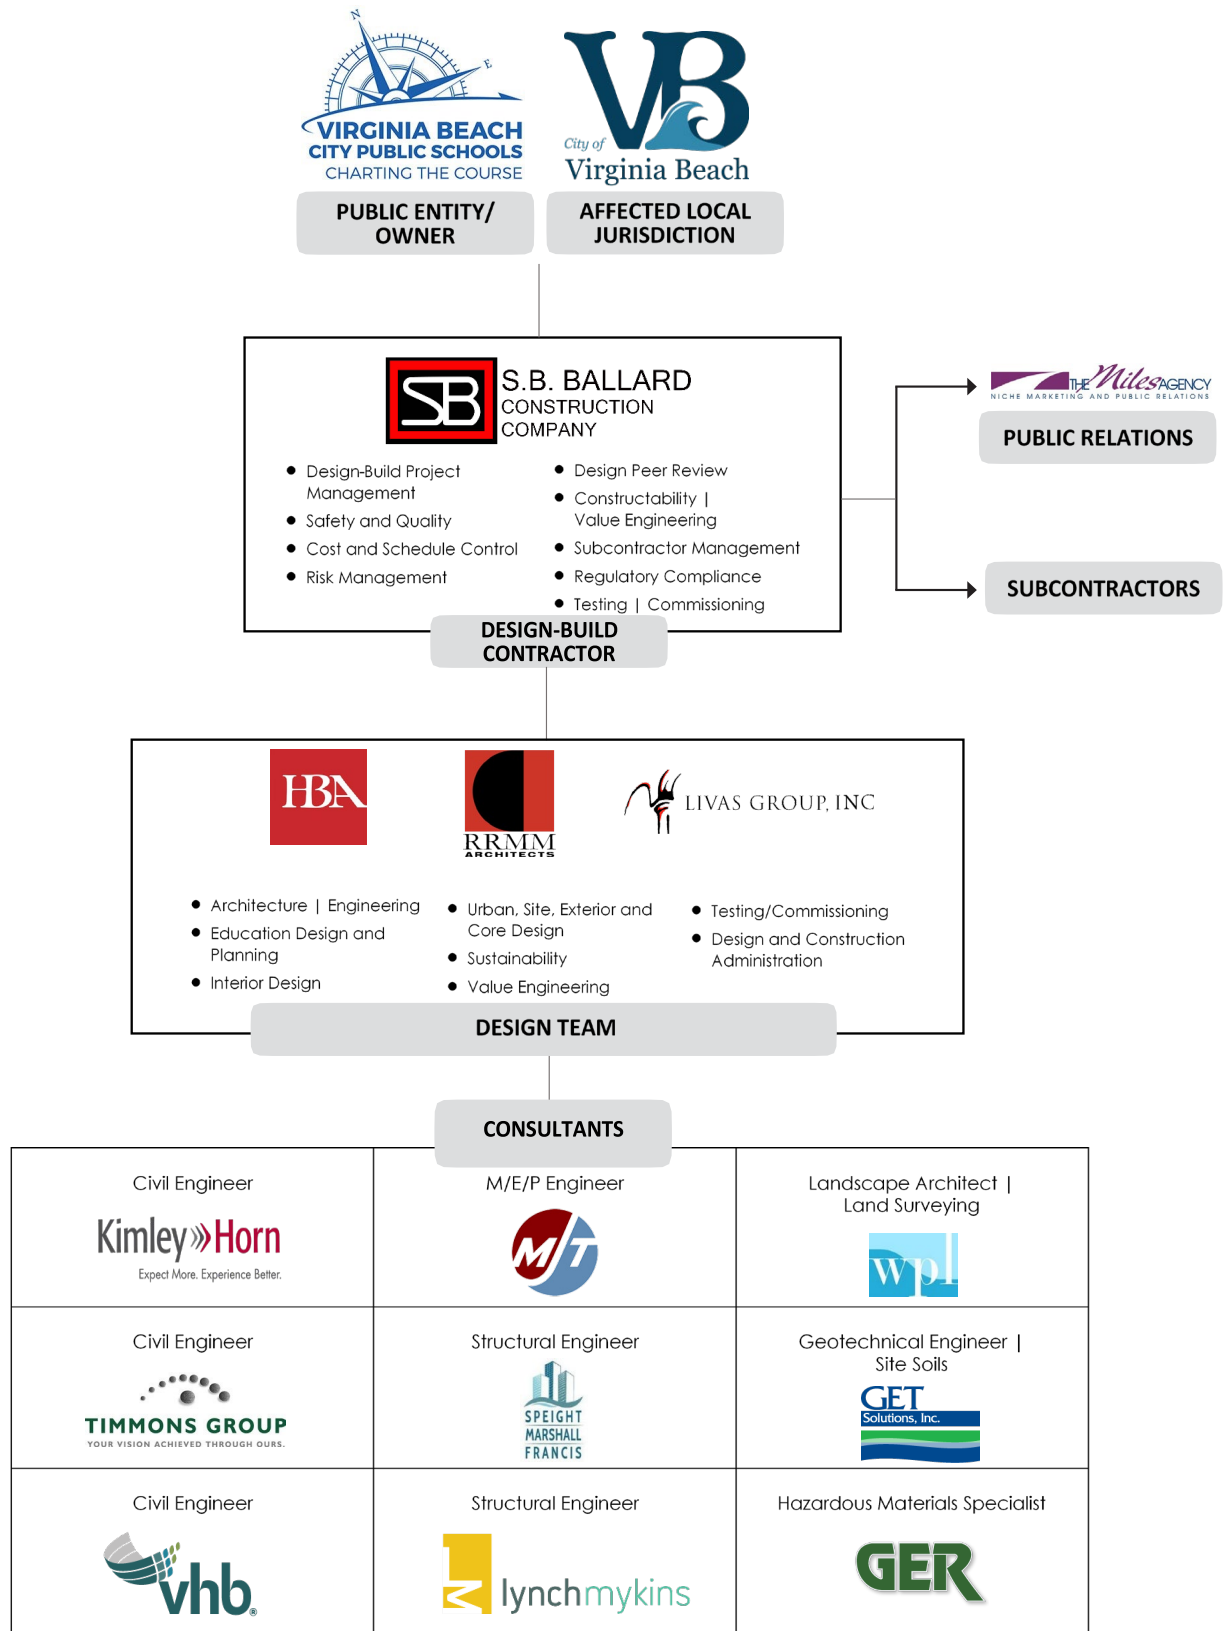 N
E
VIRGINIA BEACH
CITY PUBLIC SCHOOLS
CHARTING THE COURSE
VB
City of
Virginia Beach
PUBLIC ENTITY/
OWNER
AFFECTED LOCAL
JURISDICTION
SB
S.B. BALLARD
CONSTRUCTION
COMPANY
• Design-Build Project
Management
• Safety and Quality
• Cost and Schedule Control
• Risk Management
• Design Peer Review
• Constructability |
Value Engineering
• Subcontractor Management
• Regulatory Compliance
• Testing | Commissioning
DESIGN-BUILD
CONTRACTOR
THE Miles AGENCY
NICHE MARKETING AND PUBLIC RELATIONS
PUBLIC RELATIONS
SUBCONTRACTORS
HBA
RRMM
ARCHITECTS
LIVAS GROUP, INC
• Architecture | Engineering
• Education Design and
Planning
• Interior Design
• Urban, Site, Exterior and
Core Design
• Sustainability
• Value Engineering
• Testing/Commissioning
• Design and Construction
Administration
DESIGN TEAM
CONSULTANTS
Civil Engineer
Kimley»Horn
Expect More. Experience Better.
M/E/P Engineer
M/T
Landscape Architect |
Land Surveying
wpl
Civil Engineer
TIMMONS GROUP
YOUR VISION ACHIEVED THROUGH OURS.
Structural Engineer
SPEIGHT
MARSHALL
FRANCIS
Geotechnical Engineer |
Site Soils
GET
Solutions, Inc.
Civil Engineer
vhb®
Structural Engineer
LM
lynchmykins
Hazardous Materials Specialist
GER